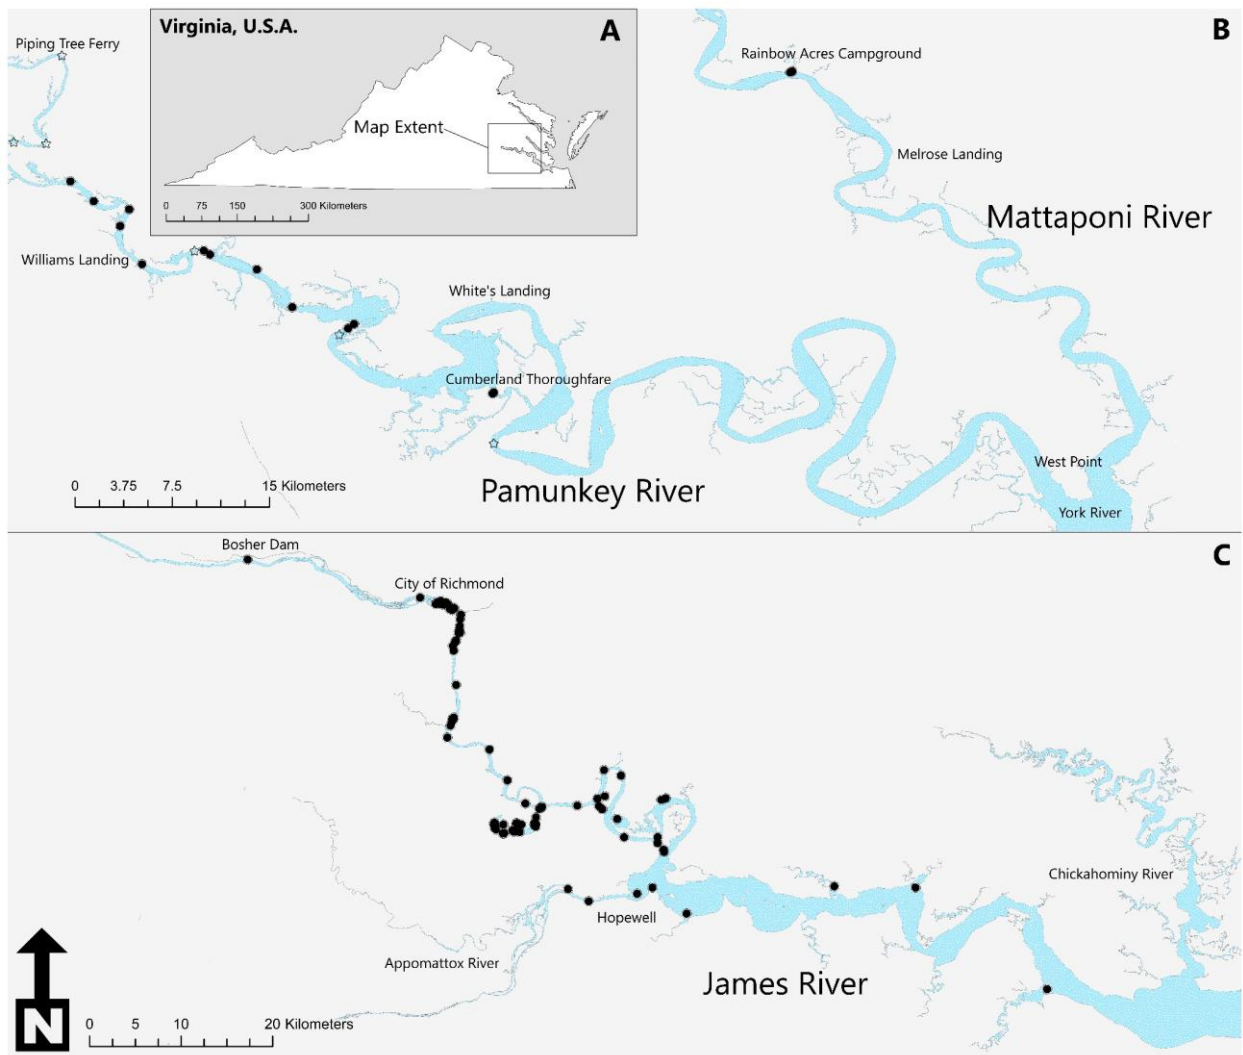 Virginia, U.S.A.
A
Map Extent
0 75 150 300 Kilometers
B
Piping Tree Ferry
Rainbow Acres Campground
Melrose Landing
Mattaponi River
Williams Landing
White's Landing
Cumberland Thoroughfare
West Point
York River
Pamunkey River
0 3.75 7.5 15 Kilometers
C
Bosher Dam
City of Richmond
Chickahominy River
Hopewell
Appomattox River
James River
N
0 5 10 20 Kilometers